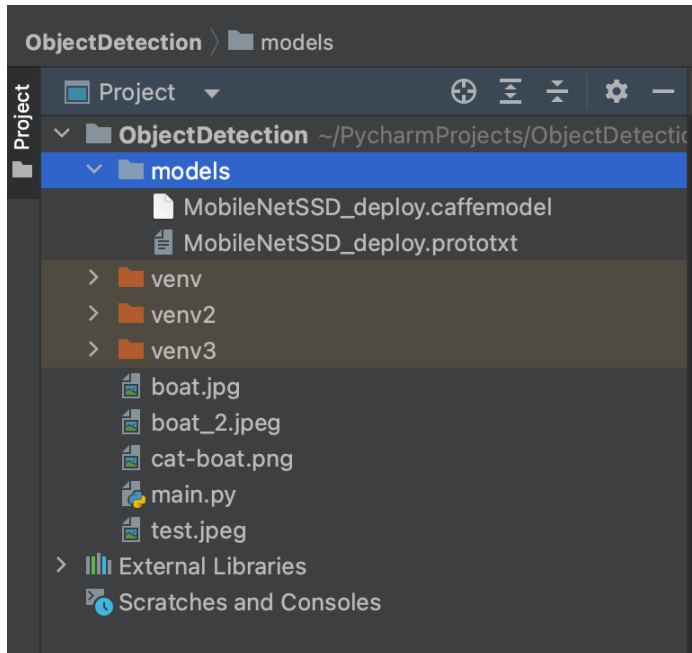 ObjectDetection models
Project
Project
ObjectDetection ~/PycharmProjects/ObjectDetectio
models
MobileNetSSD_deploy.caffemodel
MobileNetSSD_deploy.prototxt
venv
venv2
venv3
boat.jpg
boat_2.jpeg
cat-boat.png
main.py
test.jpeg
External Libraries
Scratches and Consoles